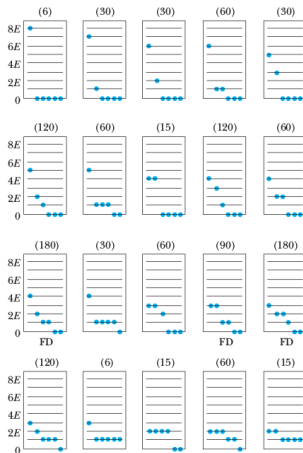 (6) (30) (30) (60) (30)
8E
6E
4E
2E
0
(120) (60) (15) (120) (60)
8E
6E
4E
2E
0
(180) (30) (60) (90) (180)
8E
6E
4E
2E
0
FD FD FD
(120) (6) (15) (60) (15)
8E
6E
4E
2E
0